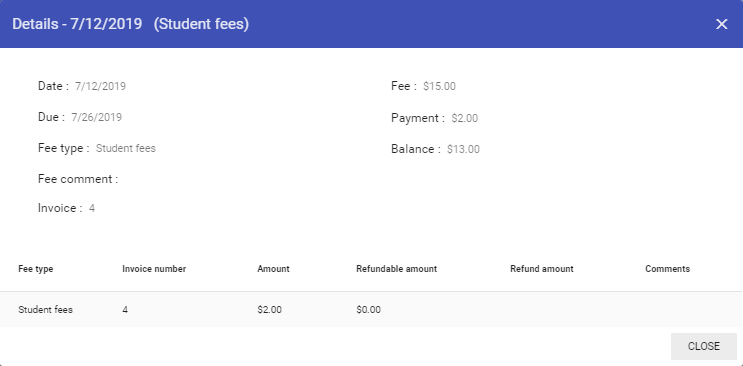 Details - 7/12/2019 (Student fees) ×
Date : 7/12/2019 Fee : $15.00
Due : 7/26/2019 Payment : $2.00
Fee type : Student fees Balance : $13.00
Fee comment :
Invoice : 4
Fee type Invoice number Amount Refundable amount Refund amount Comments
Student fees 4 $2.00 $0.00
CLOSE